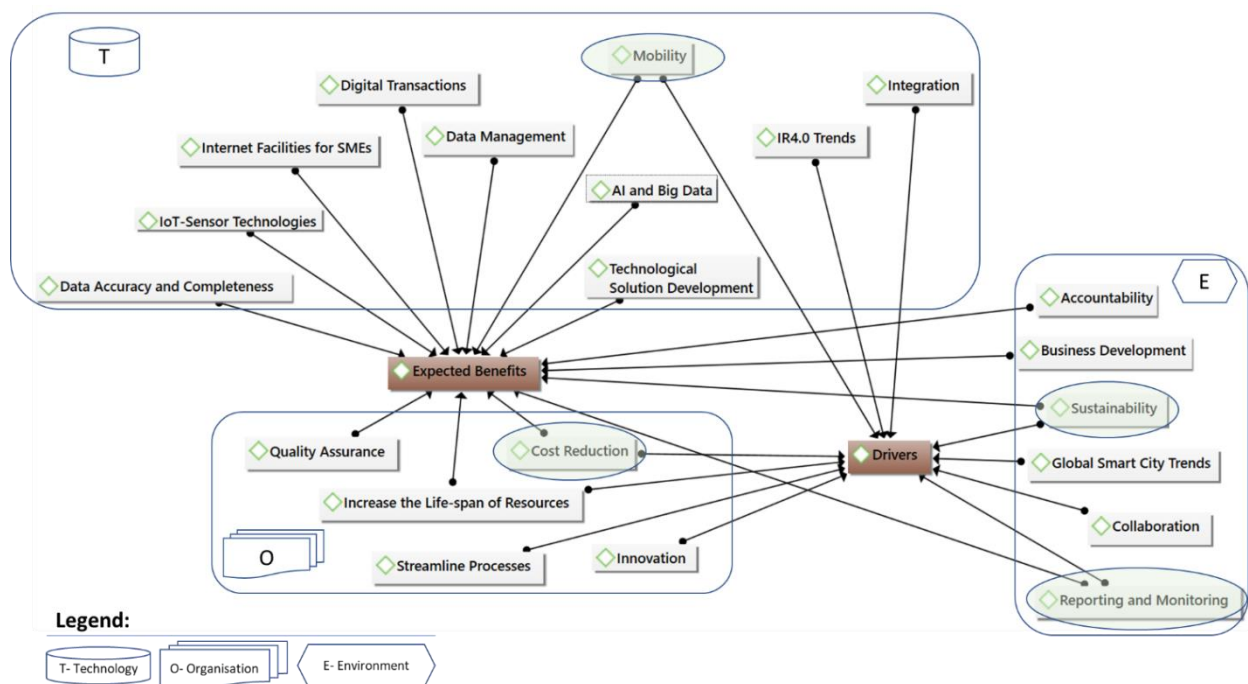 T
Mobility
Digital Transactions
Integration
Data Management
IR4.0 Trends
Internet Facilities for SMEs
AI and Big Data
IoT-Sensor Technologies
Data Accuracy and Completeness
Technological
Solution Development
E
Accountability
Business Development
Expected Benefits
Sustainability
Quality Assurance
Cost Reduction
Drivers
Global Smart City Trends
Increase the Life-span of Resources
Collaboration
O
Streamline Processes
Innovation
Reporting and Monitoring
Legend:
T- Technology
O- Organisation
E- Environment